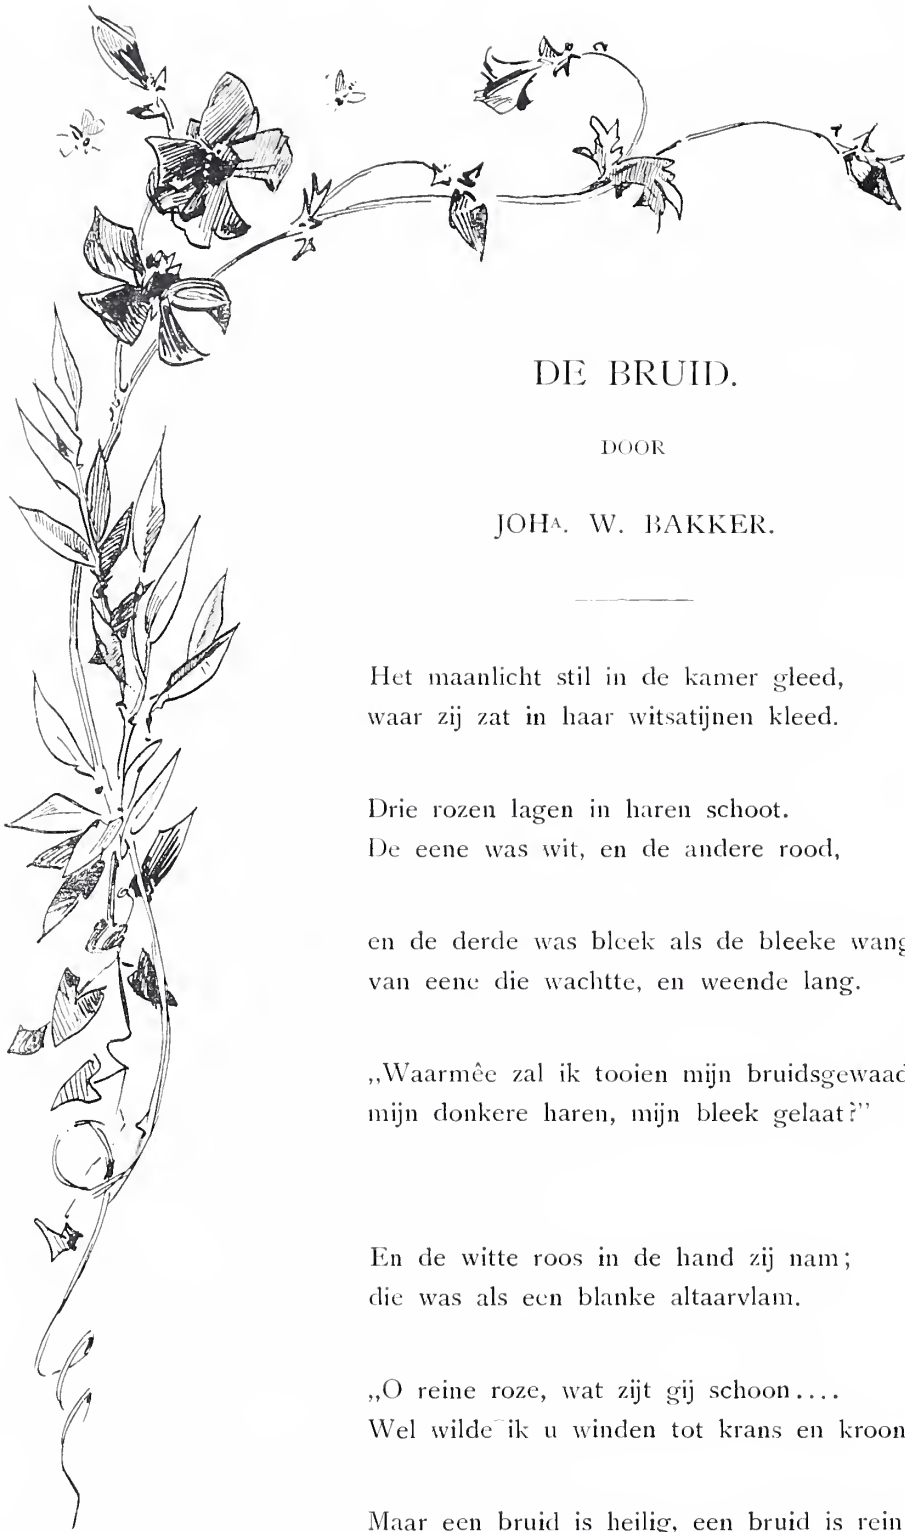 DE BRUID.
DOOR
JOHA. W. BAKKER.
Het maanlicht stil in de kamer gleed,
waar zij zat in haar witsatijnen kleed.
Drie rozen lagen in haren schoot.
De eene was wit, en de andere rood,
en de derde was bleek als de bleeke wang
van eene die wachtte, en weende lang.
„Waarmêe zal ik tooien mijn bruidsgewaad
mijn donkere haren, mijn bleek gelaat?”
En de witte roos in de hand zij nam;
die was als een blanke altaarvlam.
„O reine roze, wat zijt gij schoon....
Wel wilde ik u winden tot krans en kroon
Maar een bruid is heilig, een bruid is rein